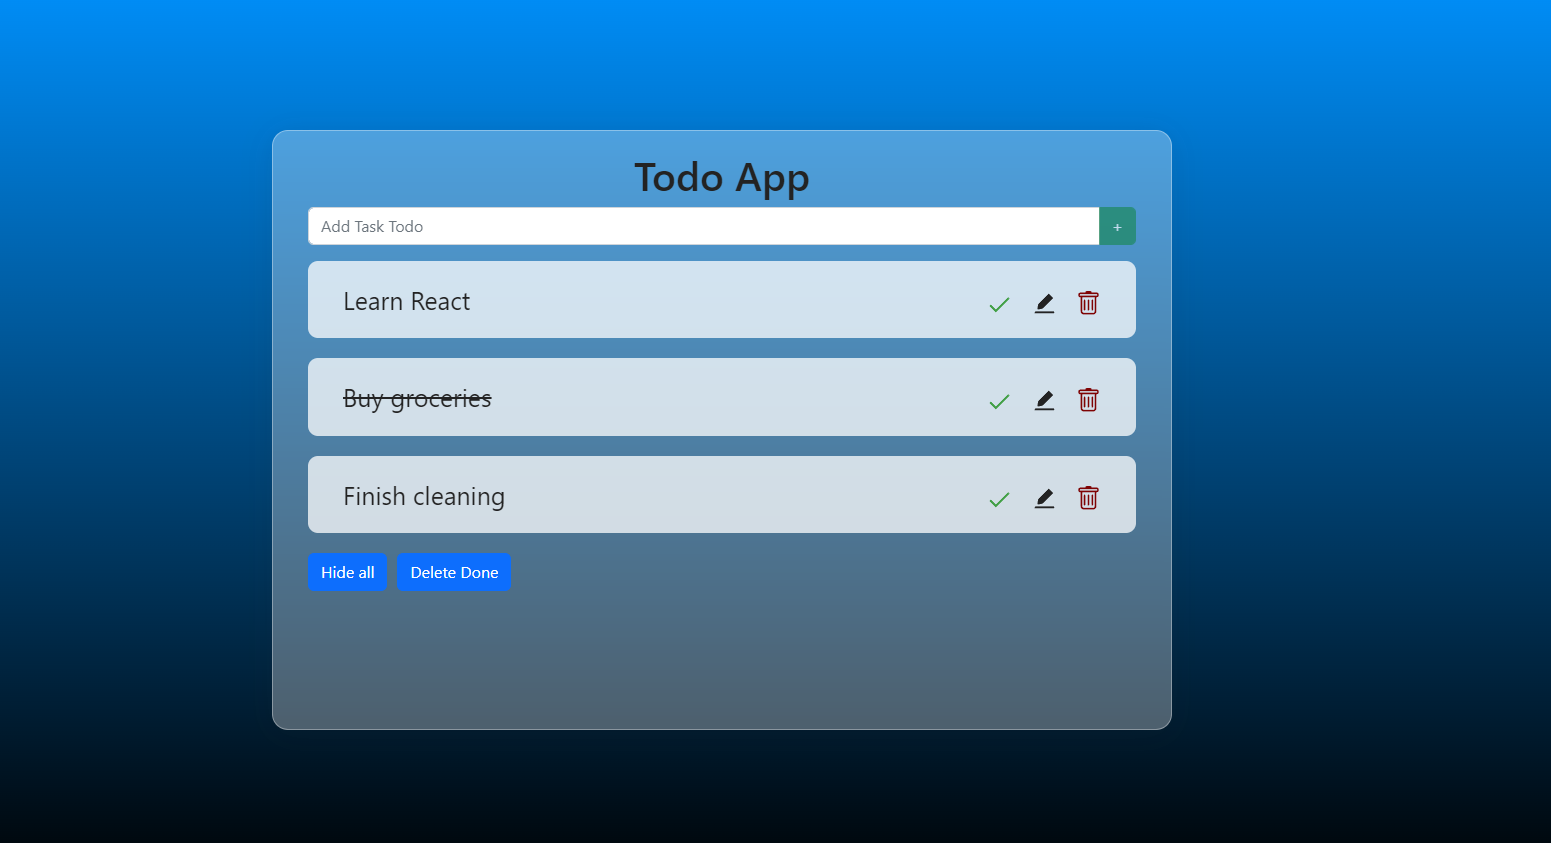 Todo App
Add Task Todo +
Learn React
Buy groceries
Finish cleaning
Hide all Delete Done